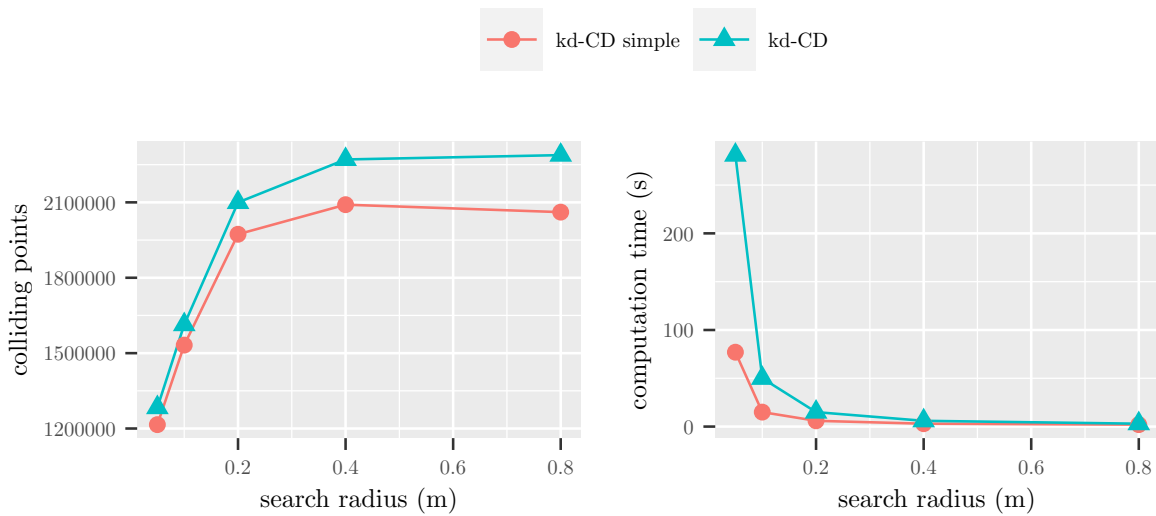 kd-CD simple kd-CD
colliding points
2100000
1800000
1500000
1200000
0.2 0.4 0.6 0.8
search radius (m)
computation time (s)
200
100
0
0.2 0.4 0.6 0.8
search radius (m)